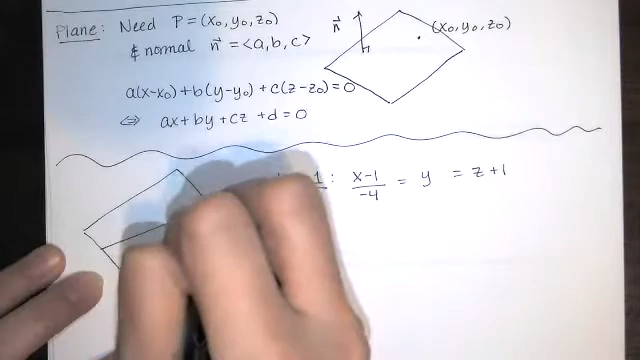 Plane: Need P = (x₀, y₀, z₀)
& normal n⃗ = <a, b, c>
n⃗
(x₀, y₀, z₀)
a(x-x₀) + b(y-y₀) + c(z-z₀) = 0
⇔ ax + by + cz + d = 0
1 : x-1/-4 = y = z+1